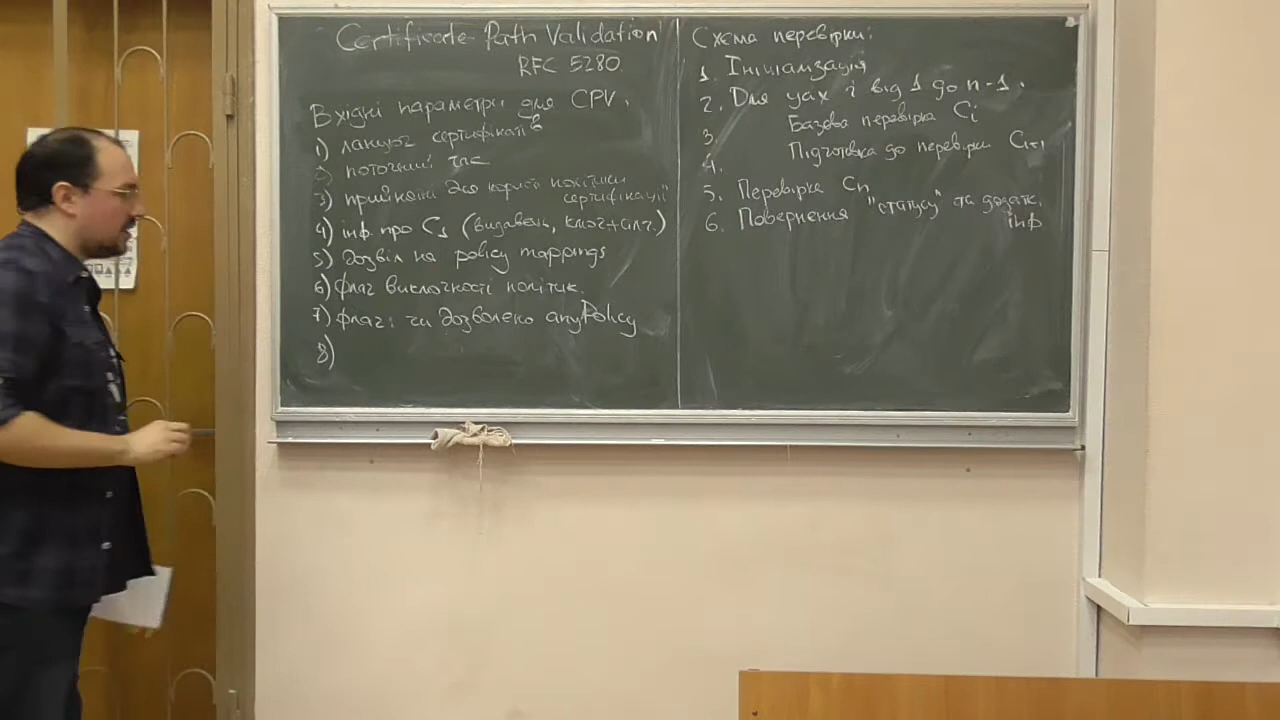 Certificate Path Validation
RFC 5280
Вхідні параметри для CPV.
1) ланцюг сертифікатів
2) поточний час
3) прийнятні для корист. політики
сертифікації
4) інф. про C1 (видавець, ключ+алг.)
5) дозвіл на policy mappings
6) флаг виключності політик.
7) флаг: чи дозволено anyPolicy
8)
Схема перевірки:
1. Ініціалізація
2. Для усіх i від 1 до n-1.
3. Базова перевірка Ci
4. Підготовка до перевірки Ci+1
5. Перевірка Cn
6. Повернення "статусу" та додатк.
інф